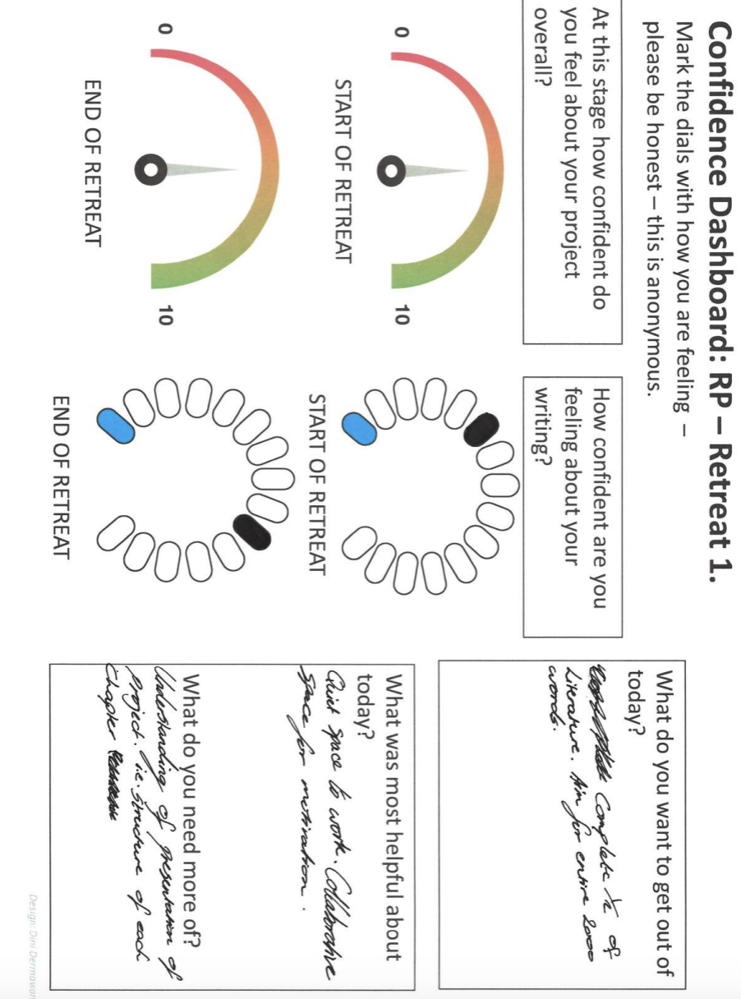 Confidence Dashboard: RP – Retreat 1.
Mark the dials with how you are feeling –
please be honest – this is anonymous.
At this stage how confident do
you feel about your project
overall?
0
10
START OF RETREAT
0
10
END OF RETREAT
How confident are you
feeling about your
writing?
START OF RETREAT
END OF RETREAT
What do you want to get out of
today?
Complete ½ of
Literature. Aim for entire 2000
words.
What was most helpful about
today?
Quiet space to work. Collaborative
space for motivation.
What do you need more of?
Understanding of presentation of
project. i.e. structure of each
Chapter
Design: Dini Dermawan